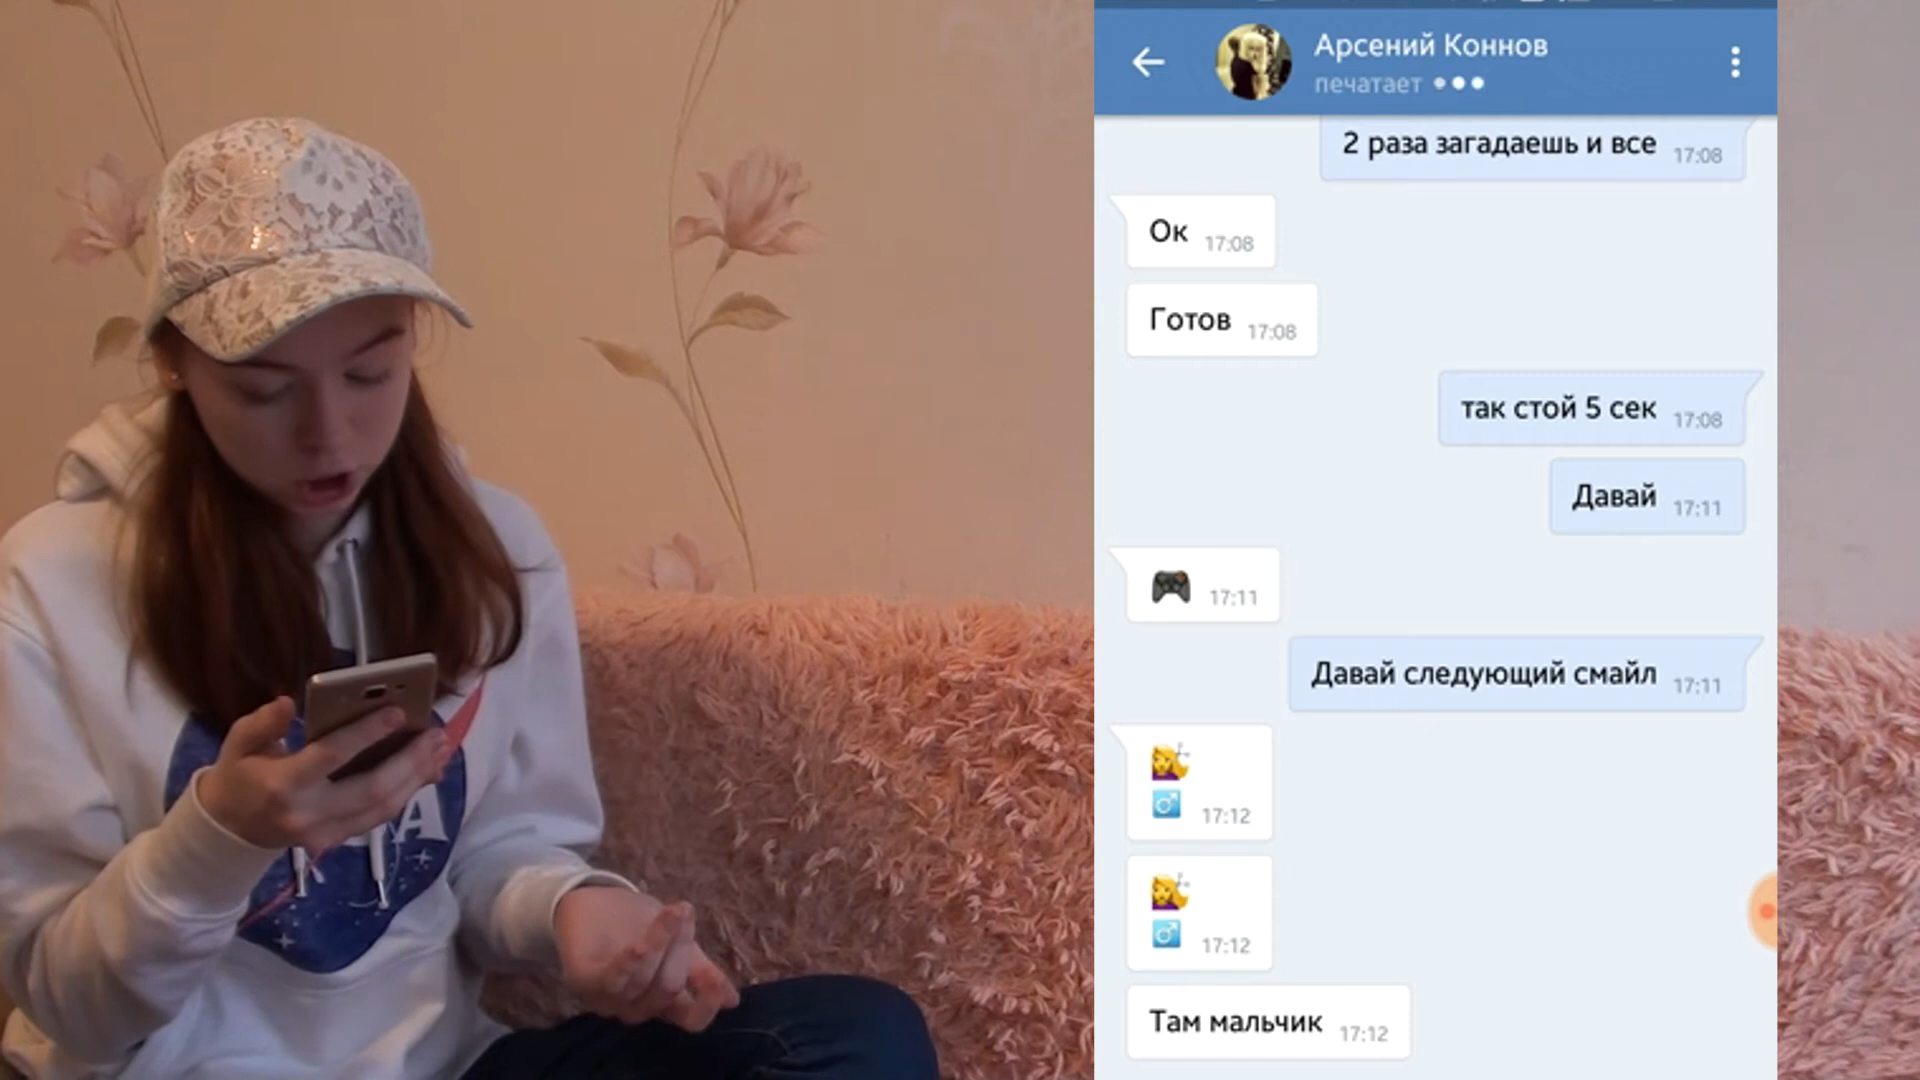 Арсений Коннов
печатает
2 раза загадаешь и все 17:08
Ок 17:08
Готов 17:08
так стой 5 сек 17:08
Давай 17:11
17:11
Давай следующий смайл 17:11
17:12
17:12
Там мальчик 17:12